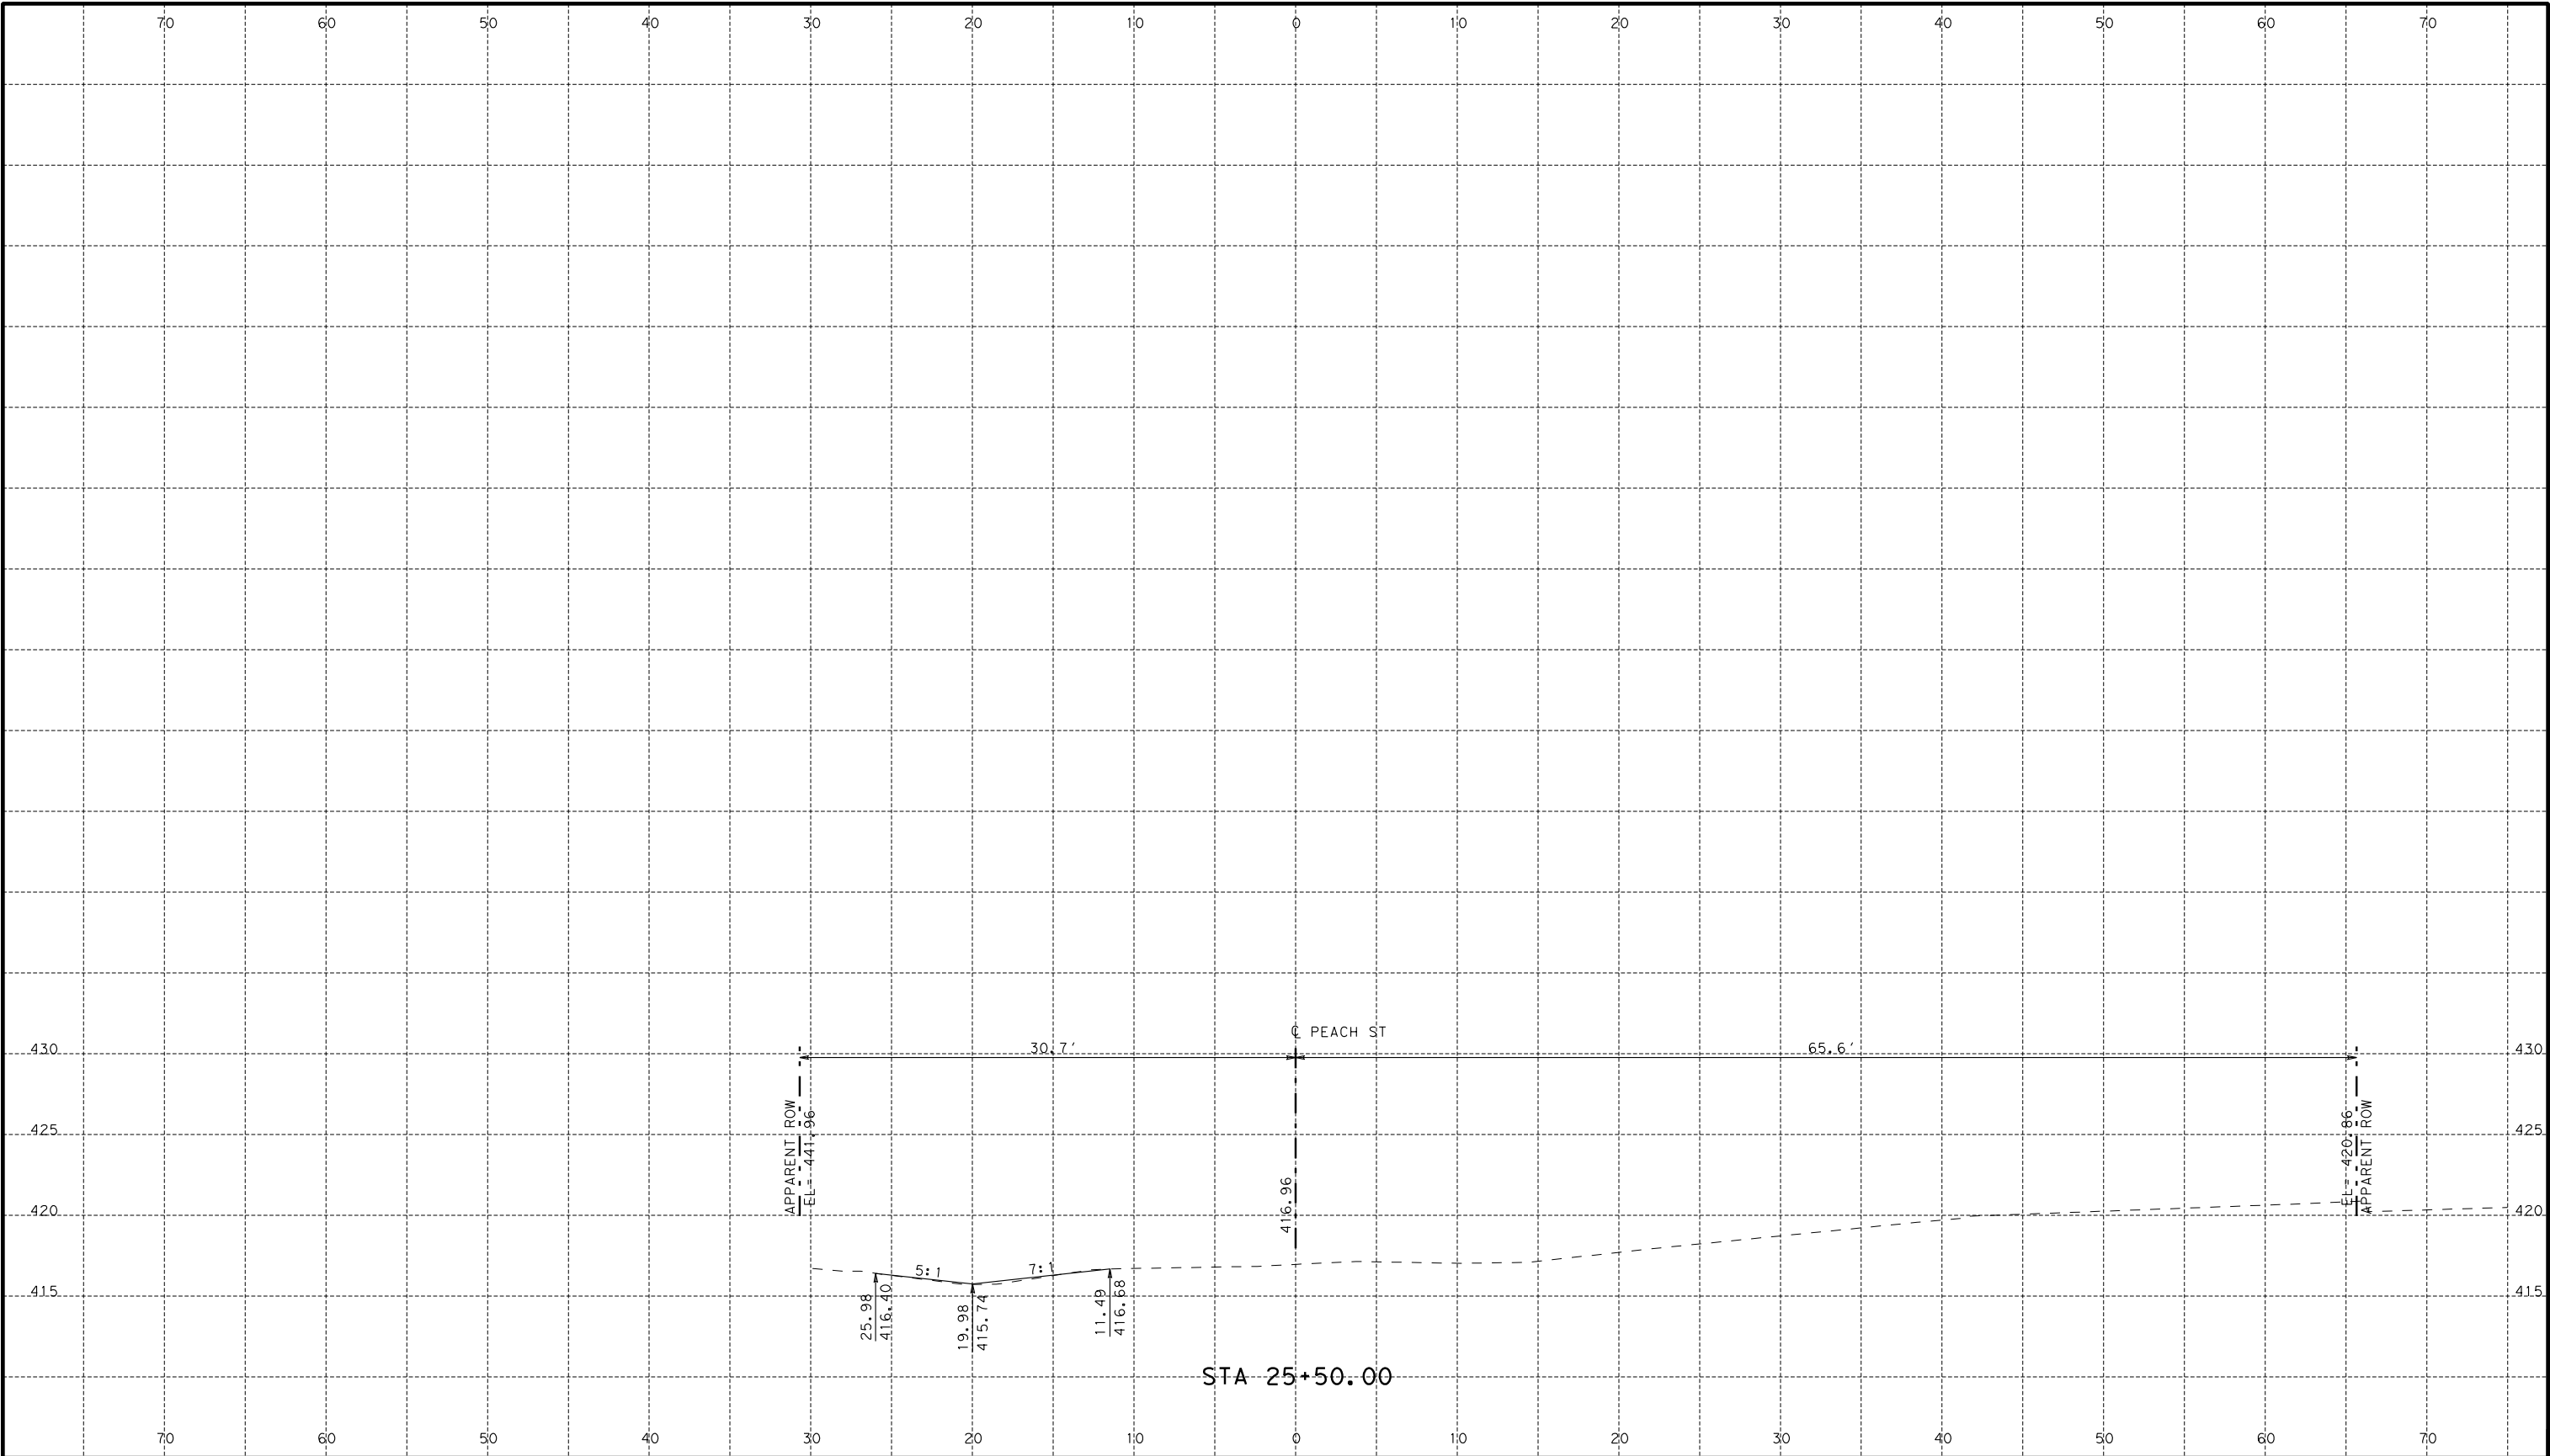 70 60 50 40 30 20 10 0 10 20 30 40 50 60 70
℄ PEACH ST
30.7' 65.6'
430 430
425 425
420 420
415 415
APPARENT ROW
EL= 441.96
416.96
EL= 420.86
APPARENT ROW
5:1
7:1
25.98
416.40
19.98
415.74
11.49
416.68
STA 25+50.00
70 60 50 40 30 20 10 0 10 20 30 40 50 60 70